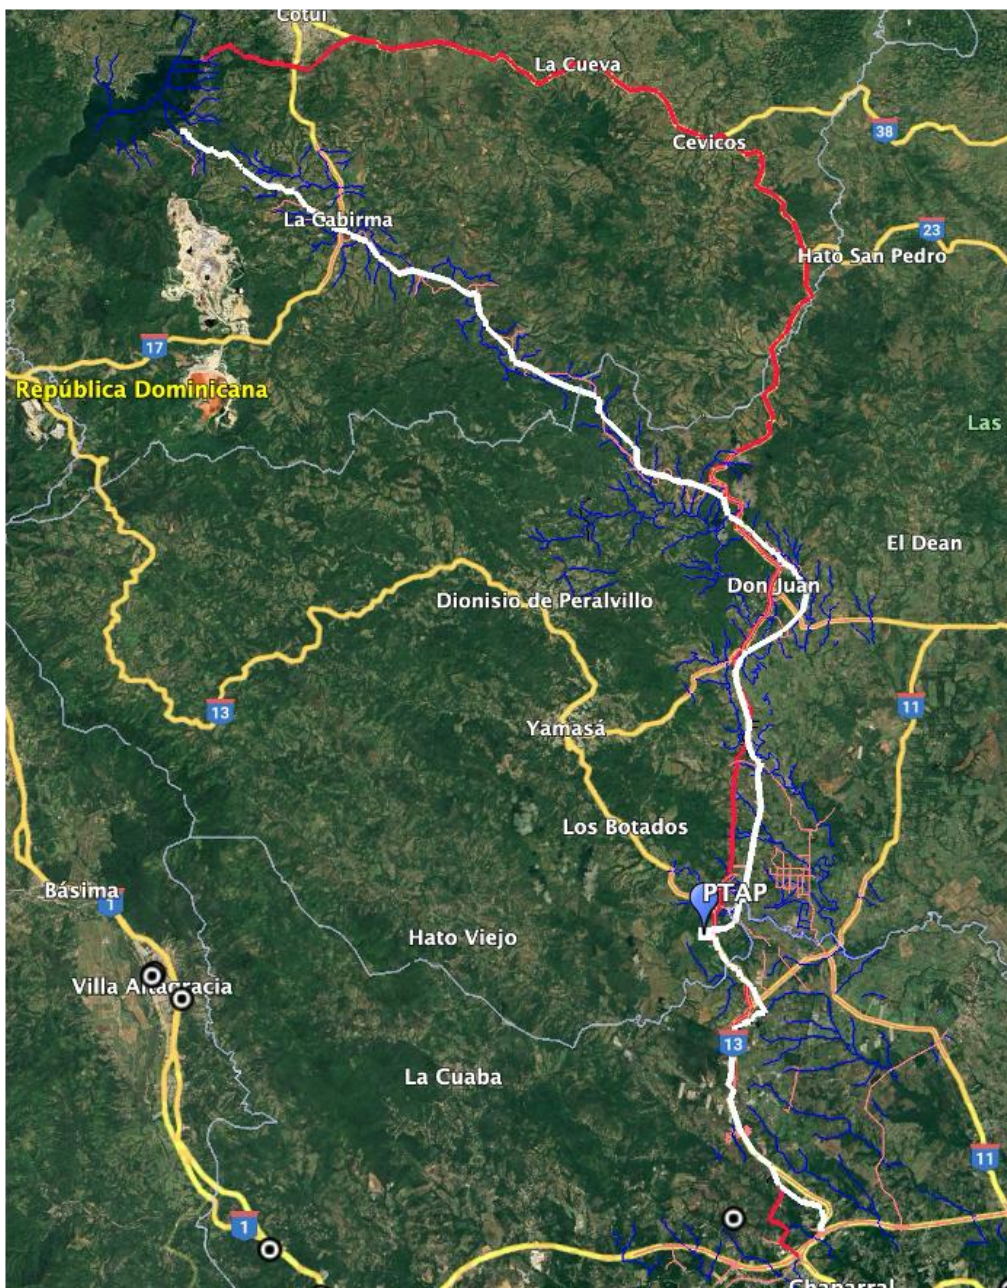 Cotuí
La Cueva
38
Cevicos
La Cabirma
23
Hato San Pedro
17
República Dominicana
Las
El Dean
Don Juan
Dionisio de Peralvillo
13
11
Yamasá
Los Botados
Básima
1
PTAP
Hato Viejo
Villa Altagracia
13
La Cuaba
11
1
Chaparral